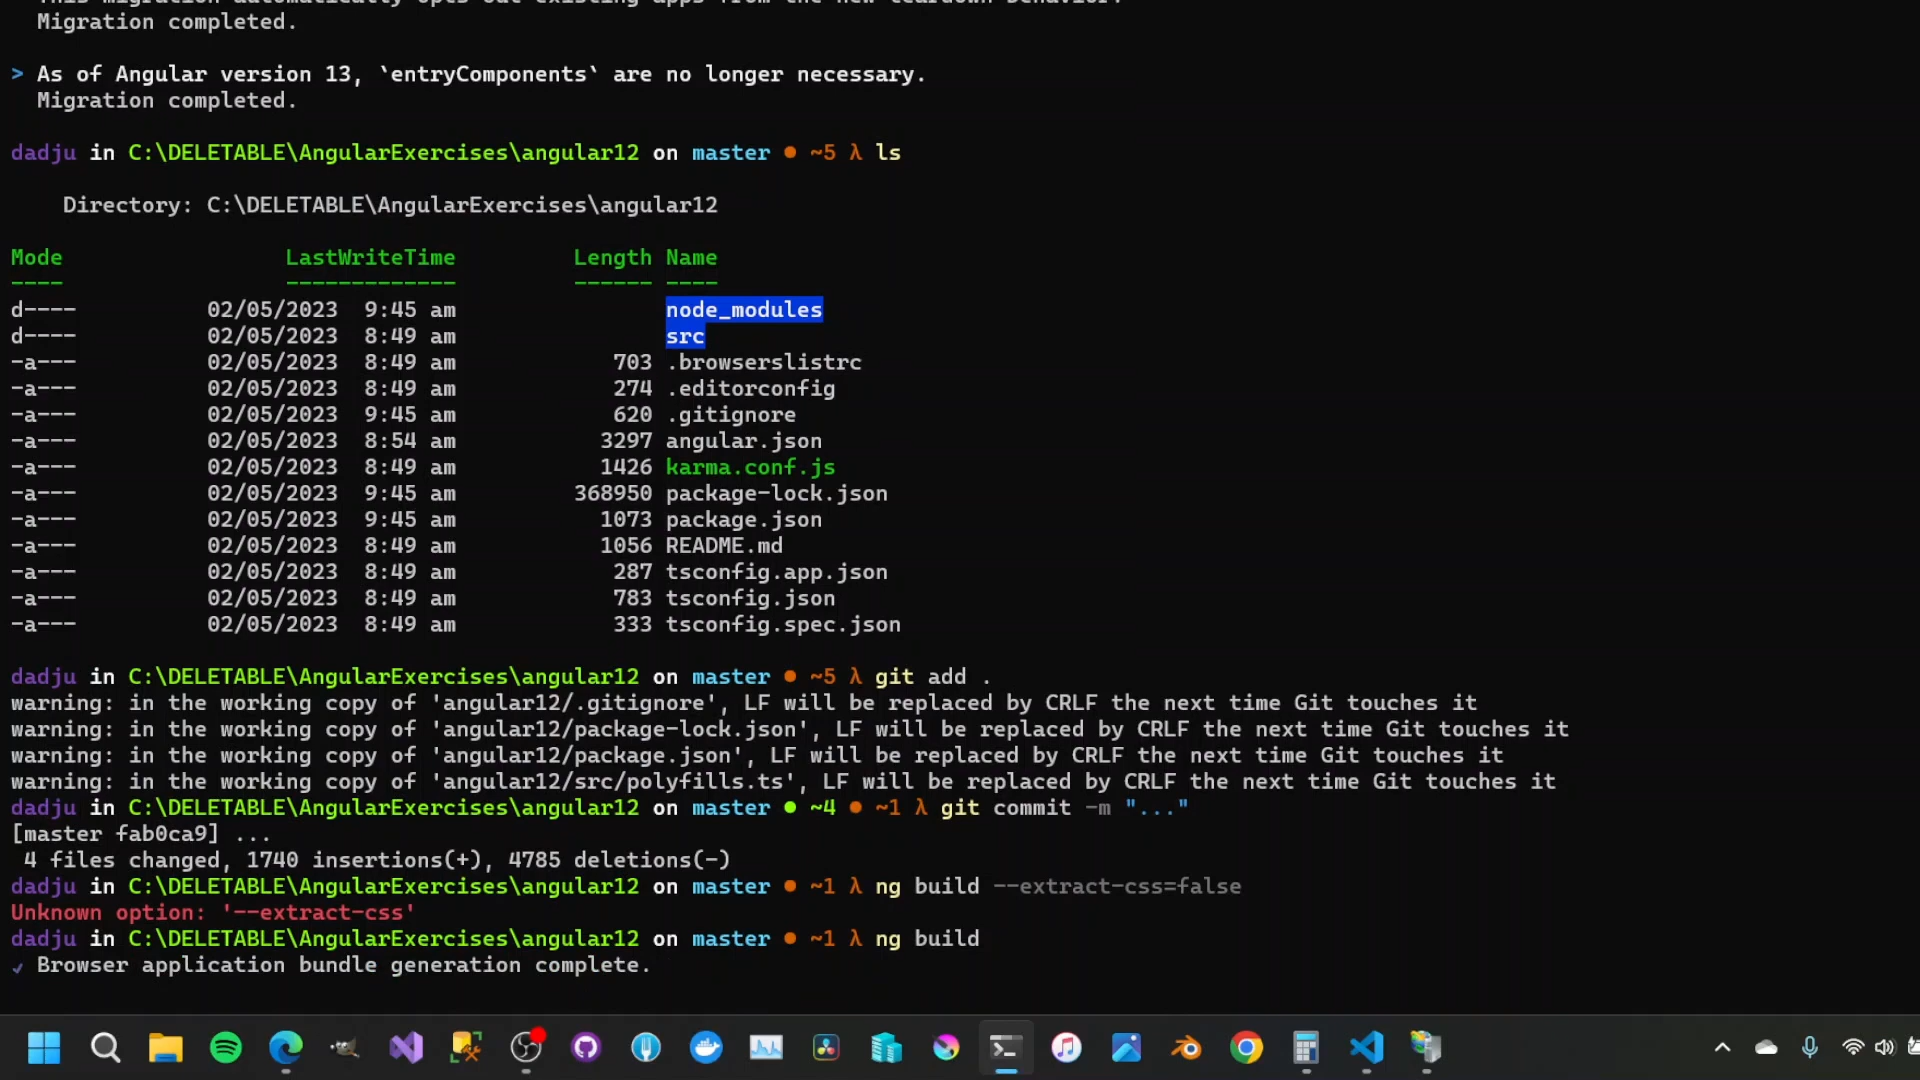 This migration automatically opts out existing apps from the new teardown behavior.
Migration completed.
> As of Angular version 13, `entryComponents` are no longer necessary.
Migration completed.
dadju in C:\DELETABLE\AngularExercises\angular12 on master ● ~5 λ ls
Directory: C:\DELETABLE\AngularExercises\angular12
Mode LastWriteTime Length Name
---- ------------- ------ ----
d---- 02/05/2023 9:45 am node_modules
d---- 02/05/2023 8:49 am src
-a--- 02/05/2023 8:49 am 703 .browserslistrc
-a--- 02/05/2023 8:49 am 274 .editorconfig
-a--- 02/05/2023 9:45 am 620 .gitignore
-a--- 02/05/2023 8:54 am 3297 angular.json
-a--- 02/05/2023 8:49 am 1426 karma.conf.js
-a--- 02/05/2023 9:45 am 368950 package-lock.json
-a--- 02/05/2023 9:45 am 1073 package.json
-a--- 02/05/2023 8:49 am 1056 README.md
-a--- 02/05/2023 8:49 am 287 tsconfig.app.json
-a--- 02/05/2023 8:49 am 783 tsconfig.json
-a--- 02/05/2023 8:49 am 333 tsconfig.spec.json
dadju in C:\DELETABLE\AngularExercises\angular12 on master ● ~5 λ git add .
warning: in the working copy of 'angular12/.gitignore', LF will be replaced by CRLF the next time Git touches it
warning: in the working copy of 'angular12/package-lock.json', LF will be replaced by CRLF the next time Git touches it
warning: in the working copy of 'angular12/package.json', LF will be replaced by CRLF the next time Git touches it
warning: in the working copy of 'angular12/src/polyfills.ts', LF will be replaced by CRLF the next time Git touches it
dadju in C:\DELETABLE\AngularExercises\angular12 on master ● ~4 ● ~1 λ git commit -m "..."
[master fab0ca9] ...
4 files changed, 1740 insertions(+), 4785 deletions(-)
dadju in C:\DELETABLE\AngularExercises\angular12 on master ● ~1 λ ng build --extract-css=false
Unknown option: '--extract-css'
dadju in C:\DELETABLE\AngularExercises\angular12 on master ● ~1 λ ng build
✓ Browser application bundle generation complete.